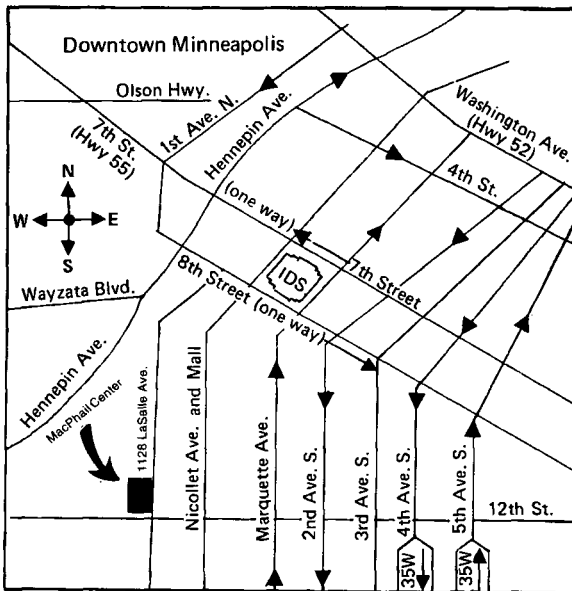 Downtown Minneapolis
Olson Hwy.
1st Ave. N.
Hennepin Ave.
7th St.
(Hwy 55)
Washington Ave.
(Hwy 52)
4th St.
N
W
E
S
(one way)
7th Street
IDS
8th Street (one way)
Wayzata Blvd.
Hennepin Ave.
MacPhail Center
1128 LaSalle Ave.
Nicollet Ave. and Mall
Marquette Ave.
2nd Ave. S.
3rd Ave. S.
4th Ave. S.
5th Ave. S.
12th St.
35W
35W